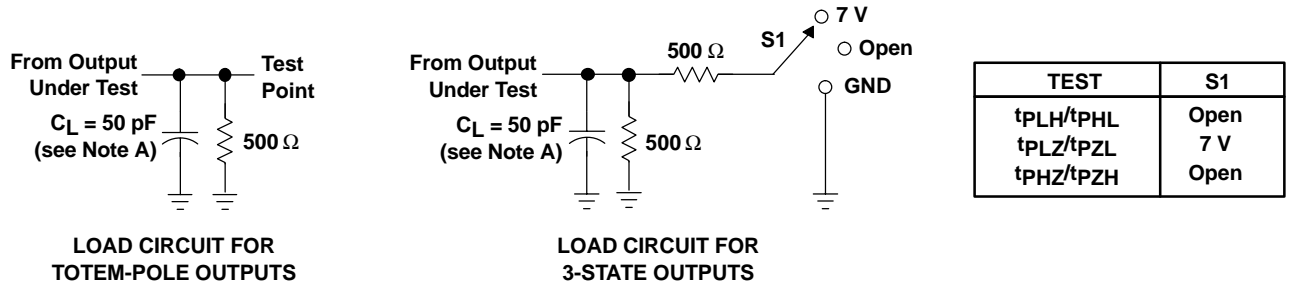 From Output
Under Test
Test
Point
CL = 50 pF
(see Note A)
500 Ω
LOAD CIRCUIT FOR
TOTEM-POLE OUTPUTS
7 V
S1
Open
GND
500 Ω
From Output
Under Test
CL = 50 pF
(see Note A)
500 Ω
LOAD CIRCUIT FOR
3-STATE OUTPUTS
TEST S1
tPLH/tPHL Open
tPLZ/tPZL 7 V
tPHZ/tPZH Open